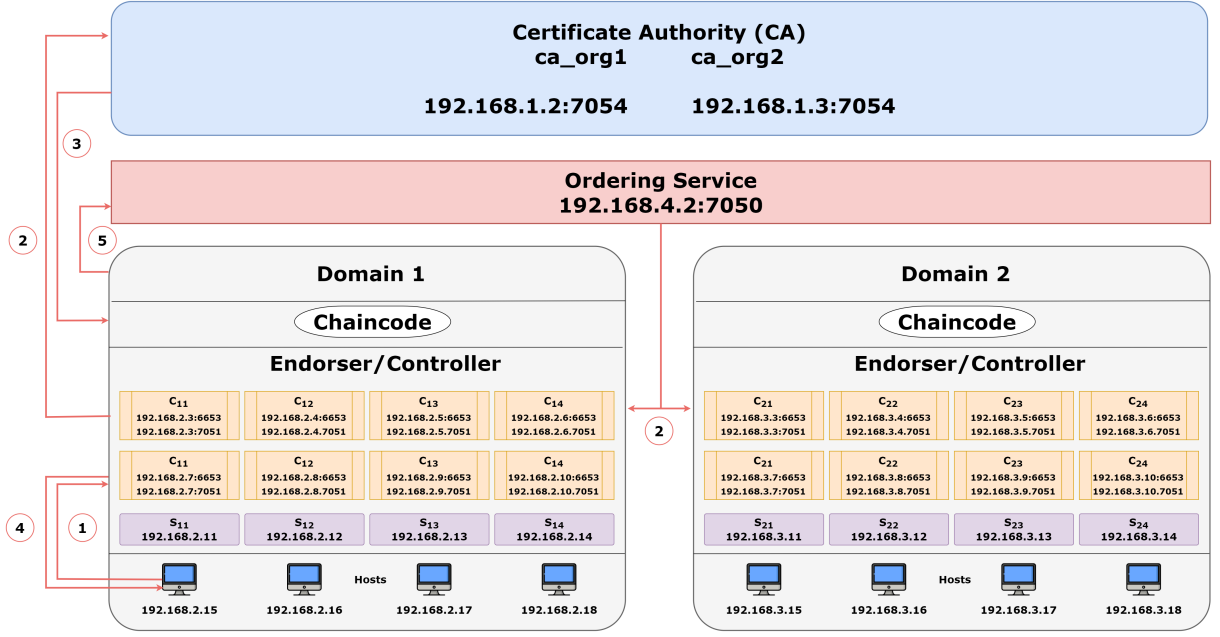 Certificate Authority (CA)
ca_org1 ca_org2
192.168.1.2:7054 192.168.1.3:7054
3
Ordering Service
192.168.4.2:7050
2
5
Domain 1
Chaincode
Endorser/Controller
C11 C12 C13 C14
192.168.2.3:6653 192.168.2.4:6653 192.168.2.5:6653 192.168.2.6:6653
192.168.2.3:7051 192.168.2.4.7051 192.168.2.5.7051 192.168.2.6.7051
C11 C12 C13 C14
192.168.2.7:6653 192.168.2.8:6653 192.168.2.9:6653 192.168.2.10:6653
192.168.2.7:7051 192.168.2.8.7051 192.168.2.9.7051 192.168.2.10.7051
4
1
S11 S12 S13 S14
192.168.2.11 192.168.2.12 192.168.2.13 192.168.2.14
Hosts
192.168.2.15 192.168.2.16 192.168.2.17 192.168.2.18
2
Domain 2
Chaincode
Endorser/Controller
C21 C22 C23 C24
192.168.3.3:6653 192.168.3.4:6653 192.168.3.5:6653 192.168.3.6:6653
192.168.3.3:7051 192.168.3.4.7051 192.168.3.5.7051 192.168.3.6.7051
C21 C22 C23 C24
192.168.3.7:6653 192.168.3.8:6653 192.168.3.9:6653 192.168.3.10:6653
192.168.3.7:7051 192.168.3.8.7051 192.168.3.9.7051 192.168.3.10.7051
S21 S22 S23 S24
192.168.3.11 192.168.3.12 192.168.3.13 192.168.3.14
Hosts
192.168.3.15 192.168.3.16 192.168.3.17 192.168.3.18